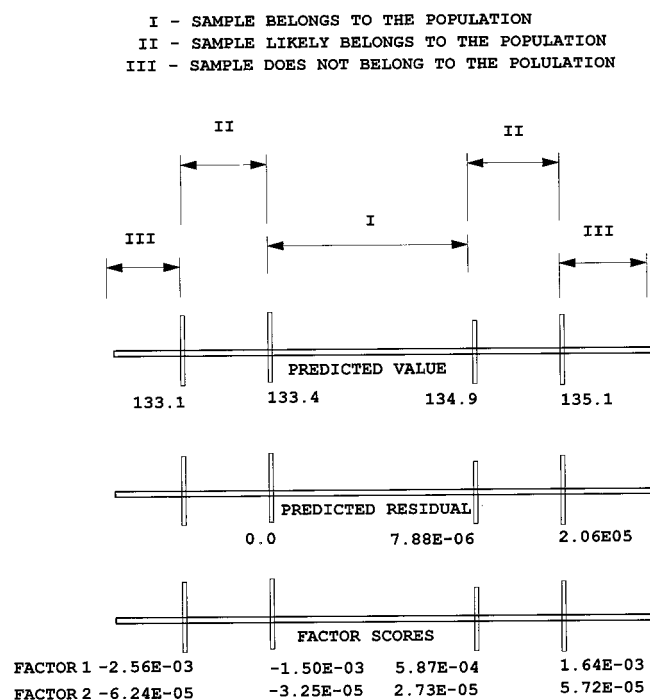 I - SAMPLE BELONGS TO THE POPULATION
II - SAMPLE LIKELY BELONGS TO THE POPULATION
III - SAMPLE DOES NOT BELONG TO THE POLULATION
II II
III I III
PREDICTED VALUE
133.1 133.4 134.9 135.1
PREDICTED RESIDUAL
0.0 7.88E-06 2.06E05
FACTOR SCORES
FACTOR 1 -2.56E-03 -1.50E-03 5.87E-04 1.64E-03
FACTOR 2 -6.24E-05 -3.25E-05 2.73E-05 5.72E-05